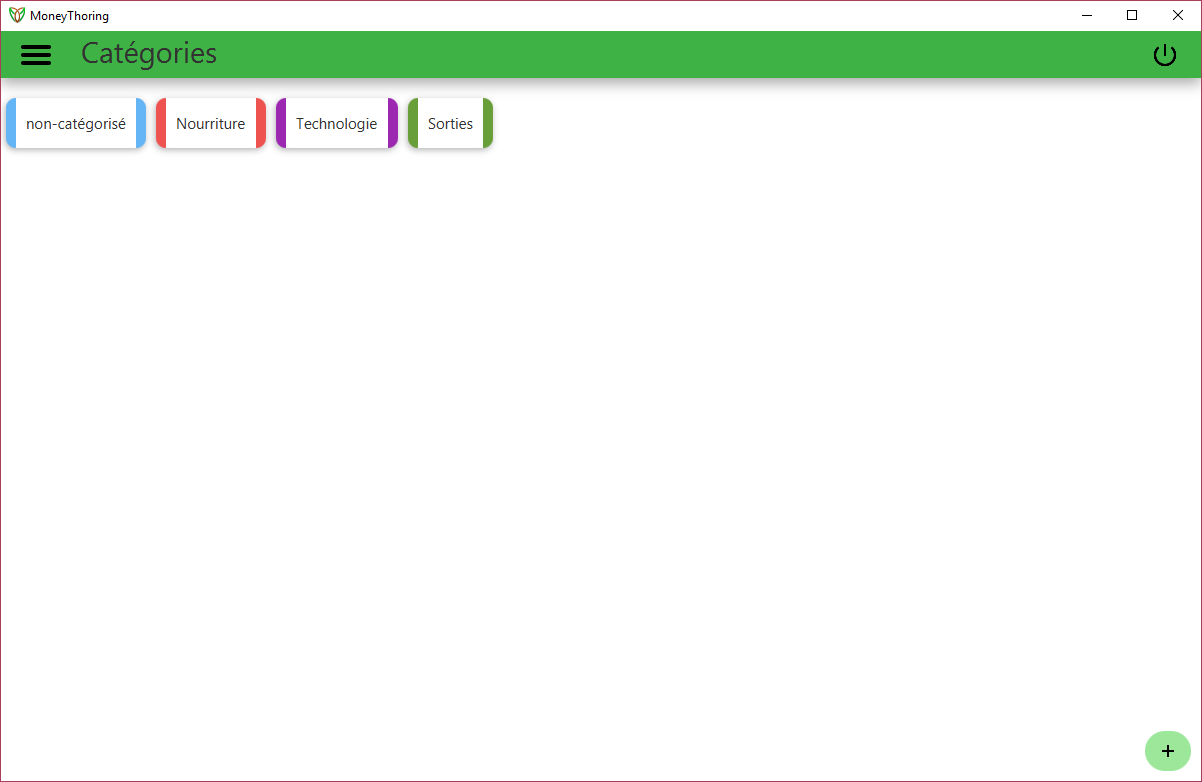 MoneyThoring
Catégories
non-catégorisé
Nourriture
Technologie
Sorties
+